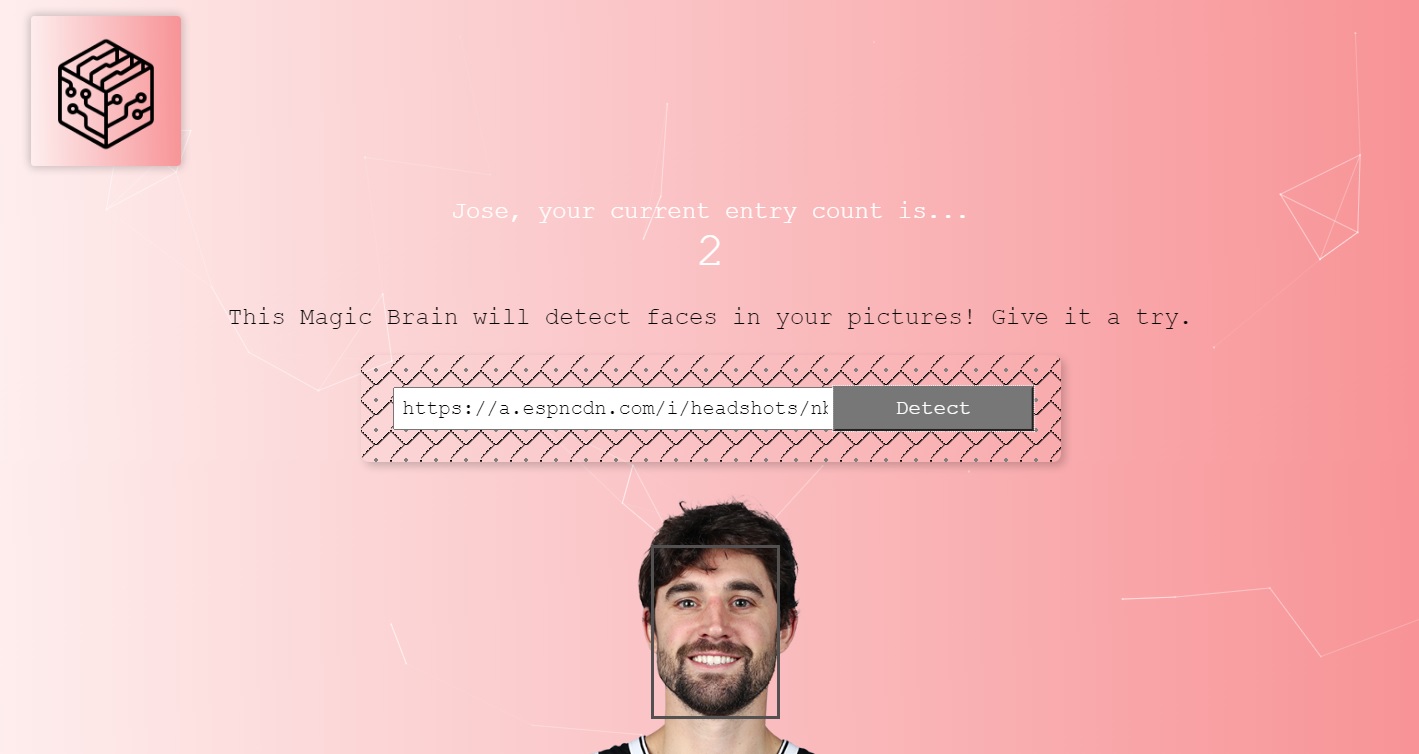 Jose, your current entry count is...
2
This Magic Brain will detect faces in your pictures! Give it a try.
https://a.espncdn.com/i/headshots/nb Detect